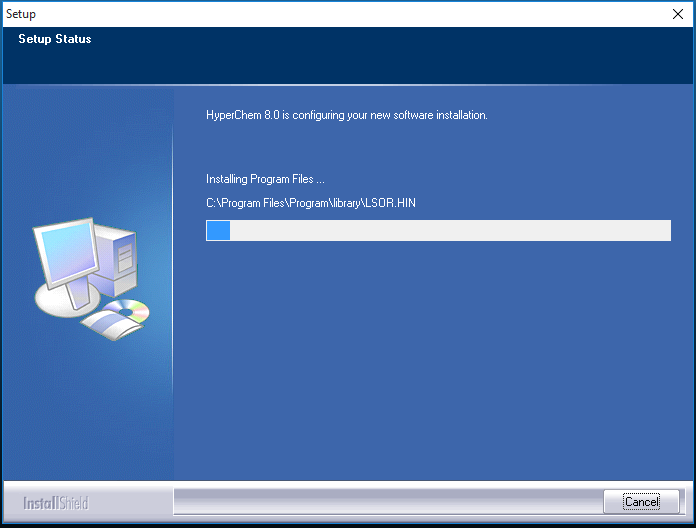 Setup
Setup Status
HyperChem 8.0 is configuring your new software installation.
Installing Program Files ...
C:\Program Files\Program\library\LSOR.HIN
InstallShield
Cancel